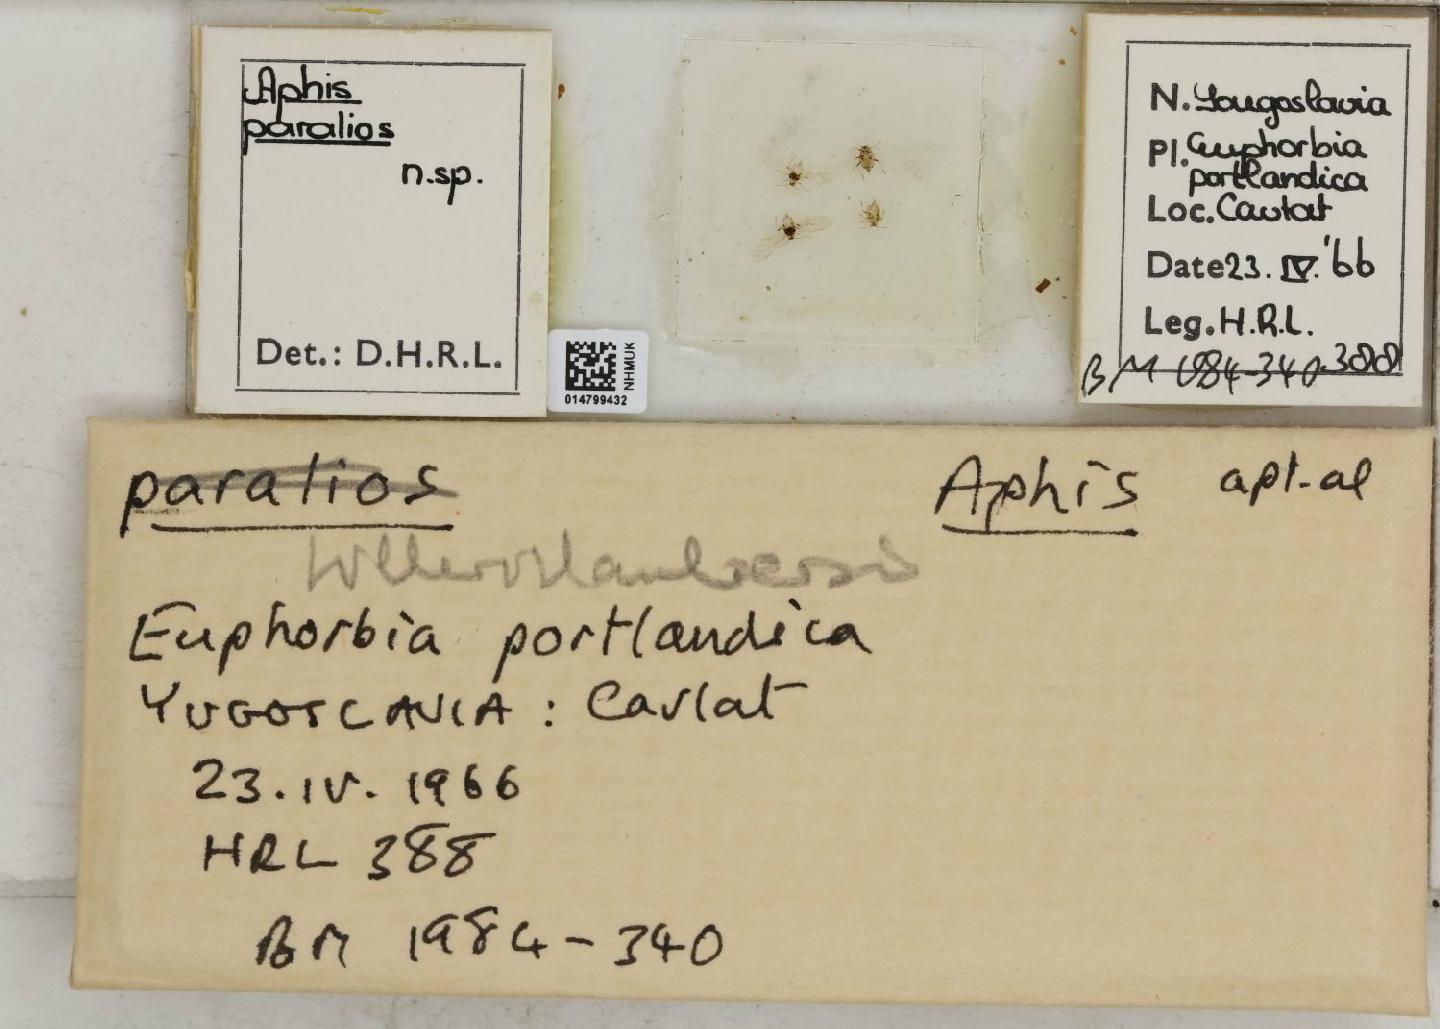 Aphis
paralios
n.sp.
Det.: D.H.R.L.
NHMUK
014799432
N. Yougoslavia
Pl. Euphorbia
portlandica
Loc. Cavtat
Date 23. IV. '66
Leg. H.R.L.
BM 1984-340 388
paralios
Aphis apt.al
Euphorbia portlandica
YUGOSLAVIA : Cavtat
23. IV. 1966
HRL 388
BM 1984-340